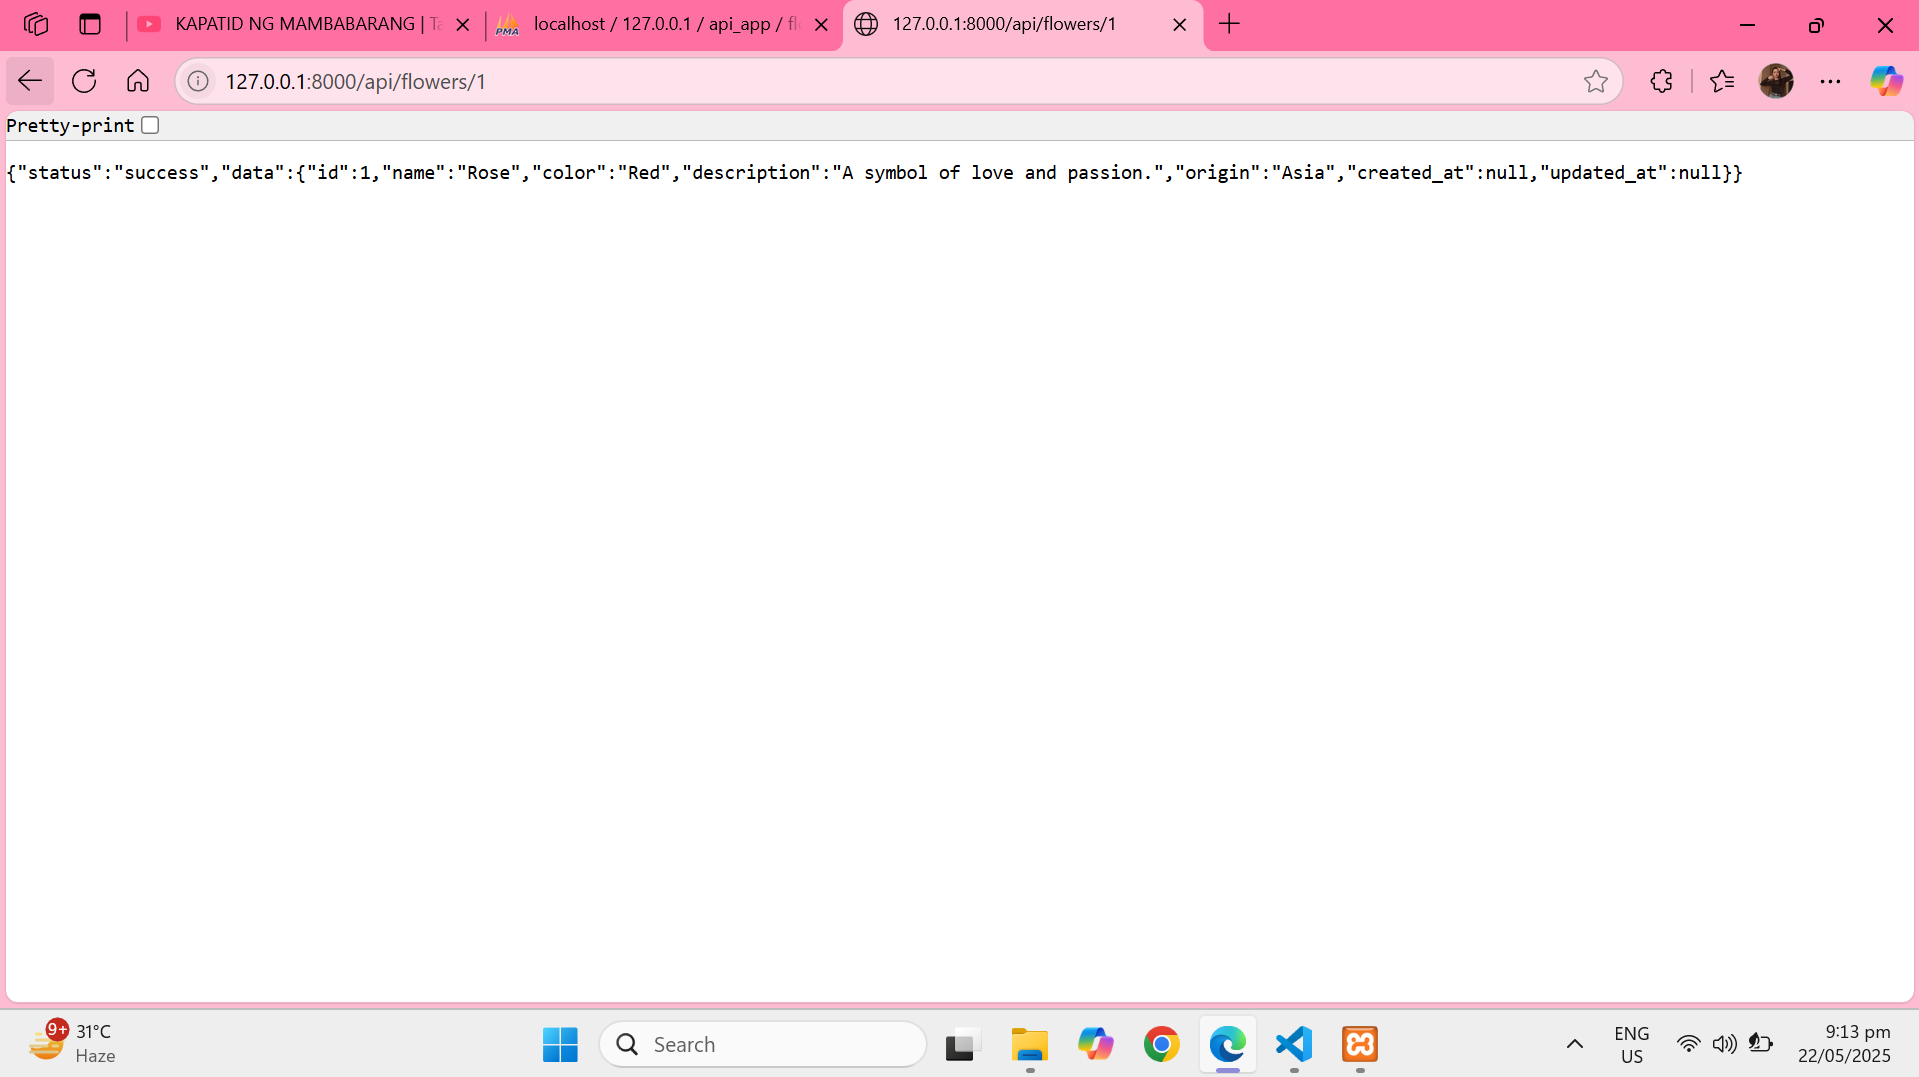 KAPATID NG MAMBABARANG | Ta
PMA localhost / 127.0.0.1 / api_app / fl
127.0.0.1:8000/api/flowers/1
127.0.0.1:8000/api/flowers/1
Pretty-print
{"status":"success","data":{"id":1,"name":"Rose","color":"Red","description":"A symbol of love and passion.","origin":"Asia","created_at":null,"updated_at":null}}
9+
31°C
Haze
Search
ENG
US
9:13 pm
22/05/2025